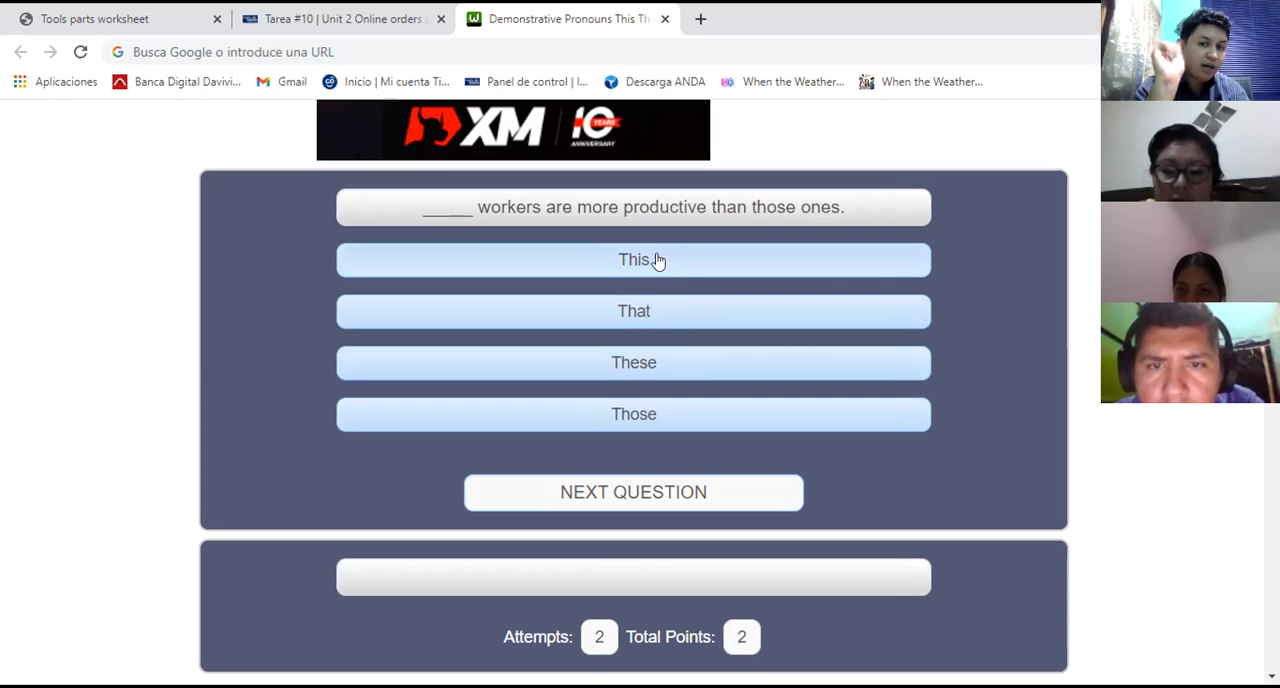 Tools parts worksheet
Tarea #10 | Unit 2 Online orders
Demonstrative Pronouns This Th
Busca Google o introduce una URL
Aplicaciones
Banca Digital Davivi...
Gmail
Inicio | Mi cuenta Ti...
Panel de control | I...
Descarga ANDA
When the Weather...
When the Weather...
XM
10
YEARS
ANNIVERSARY
_____ workers are more productive than those ones.
This
That
These
Those
NEXT QUESTION
Attempts: 2 Total Points: 2